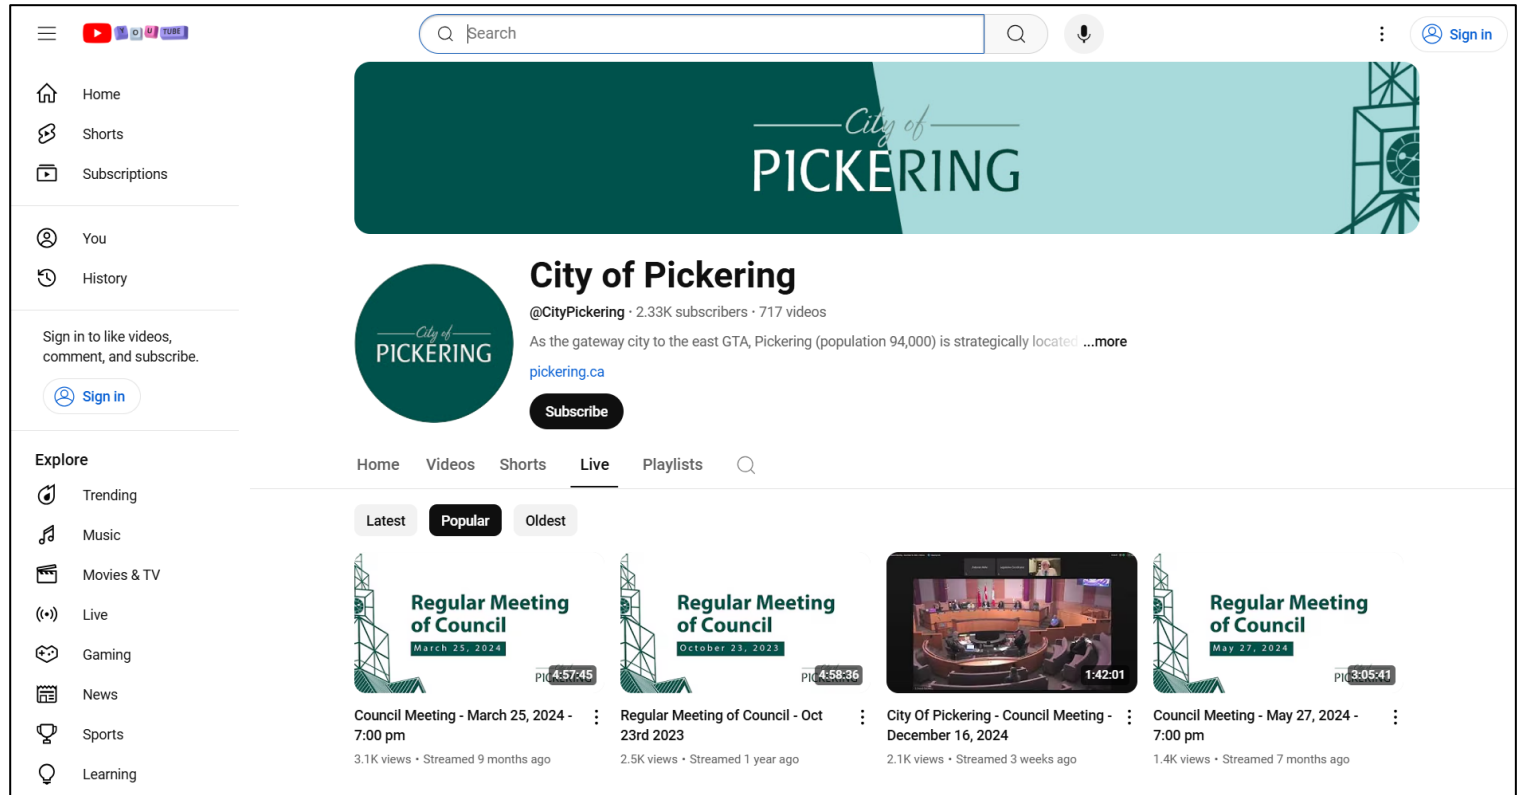 YOU TUBE
Search
Sign in
Home
Shorts
Subscriptions
You
History
Sign in to like videos,
comment, and subscribe.
Sign in
Explore
Trending
Music
Movies & TV
Live
Gaming
News
Sports
Learning
City of
PICKERING
City of
PICKERING
City of Pickering
@CityPickering • 2.33K subscribers • 717 videos
As the gateway city to the east GTA, Pickering (population 94,000) is strategically located ...more
pickering.ca
Subscribe
Home Videos Shorts Live Playlists
Latest Popular Oldest
Regular Meeting
of Council
March 25, 2024
4:57:45
Council Meeting - March 25, 2024 -
7:00 pm
3.1K views • Streamed 9 months ago
Regular Meeting
of Council
October 23, 2023
4:58:36
Regular Meeting of Council - Oct
23rd 2023
2.5K views • Streamed 1 year ago
1:42:01
City Of Pickering - Council Meeting -
December 16, 2024
2.1K views • Streamed 3 weeks ago
Regular Meeting
of Council
May 27, 2024
3:05:41
Council Meeting - May 27, 2024 -
7:00 pm
1.4K views • Streamed 7 months ago